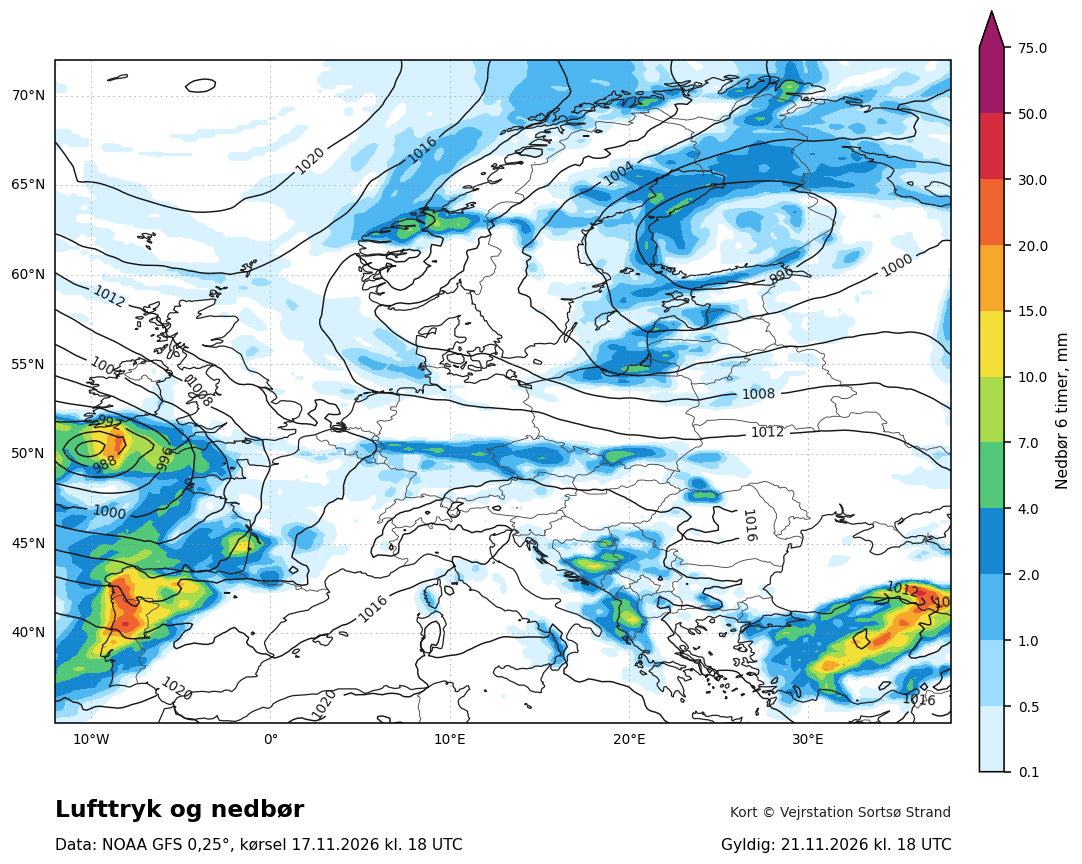 75.0
50.0
30.0
20.0
15.0
10.0
7.0
4.0
2.0
1.0
0.5
0.1
Nedbør 6 timer, mm
70°N
65°N
60°N
55°N
50°N
45°N
40°N
10°W
0°
10°E
20°E
30°E
1020
1016
1004
1012
1000
996
1004
1008
992
988
996
1008
1012
1000
1016
1016
1012
1020
1020
1016
Lufttryk og nedbør
Kort © Vejrstation Sortsø Strand
Data: NOAA GFS 0,25°, kørsel 17.11.2026 kl. 18 UTC
Gyldig: 21.11.2026 kl. 18 UTC